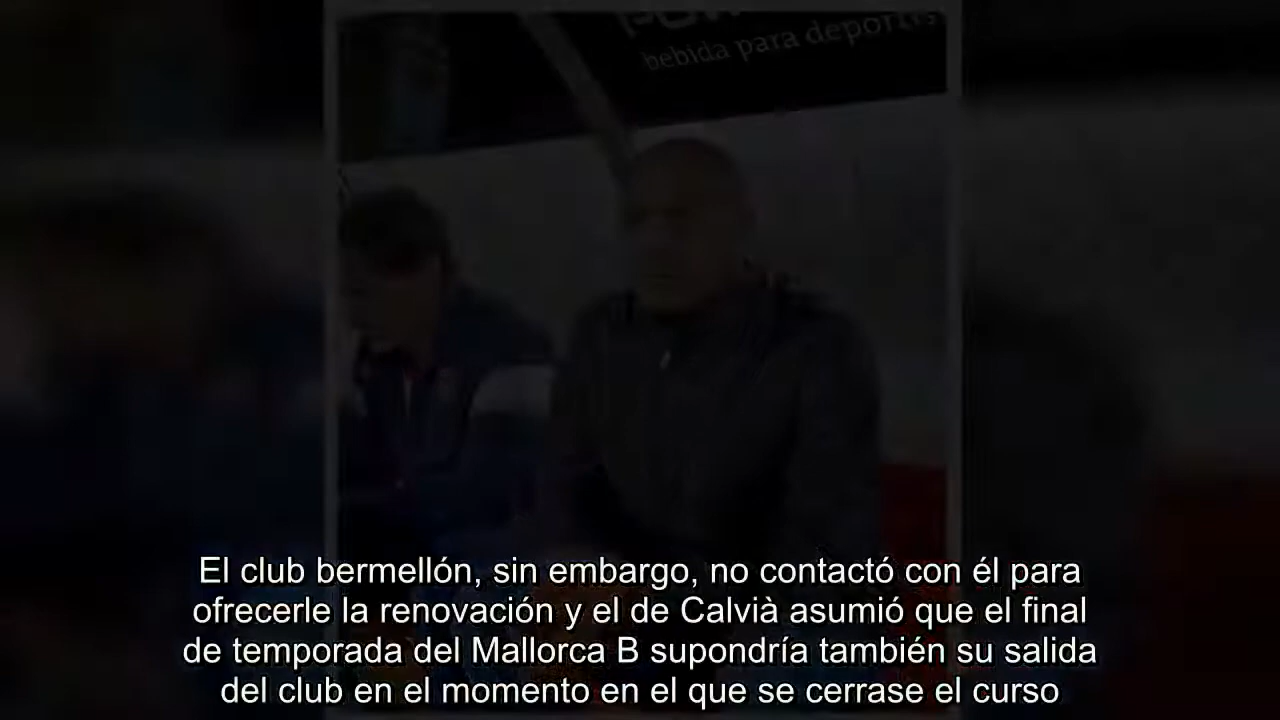 bebida para
El club bermellón, sin embargo, no contactó con él para
ofrecerle la renovación y el de Calvià asumió que el final
de temporada del Mallorca B supondría también su salida
del club en el momento en el que se cerrase el curso